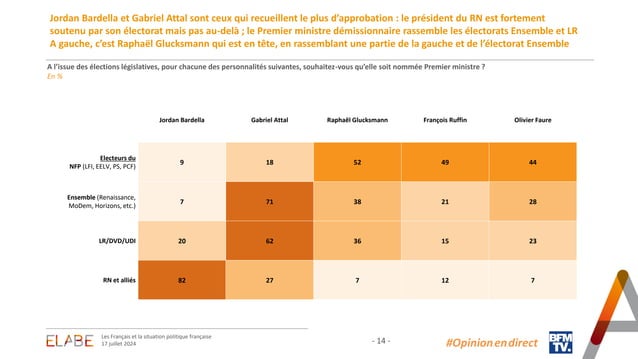 Jordan Bardella et Gabriel Attal sont ceux qui recueillent le plus d'approbation : le président du RN est fortement
soutenu par son électorat mais pas au-delà ; le Premier ministre démissionnaire rassemble les électorats Ensemble et LR
A gauche, c'est Raphaël Glucksmann qui est en tête, en rassemblant une partie de la gauche et de l'électorat Ensemble
A l'issue des élections législatives, pour chacune des personnalités suivantes, souhaitez-vous qu'elle soit nommée Premier ministre ?
En %
Jordan Bardella Gabriel Attal Raphaël Glucksmann François Ruffin Olivier Faure
Electeurs du
NFP (LFI, EELV, PS, PCF) 9 18 52 49 44
Ensemble (Renaissance,
MoDem, Horizons, etc.) 7 71 38 21 28
LR/DVD/UDI 20 62 36 15 23
RN et alliés 82 27 7 12 7
ELABE
Les Français et la situation politique française
17 juillet 2024
- 14 -
#Opinion en direct
BFM
TV.